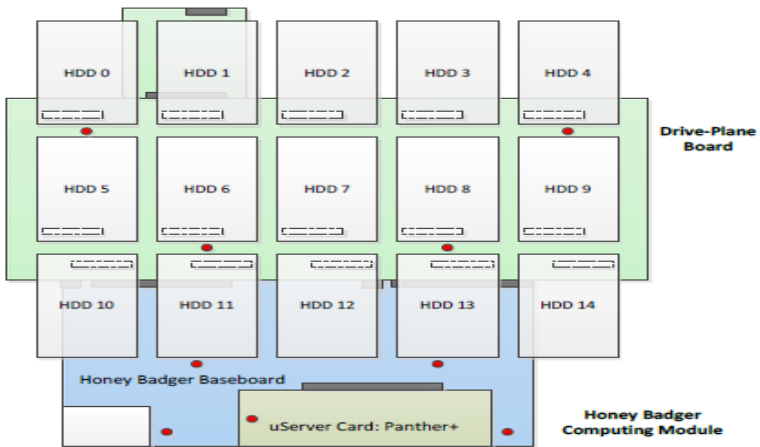 HDD 0
HDD 1
HDD 2
HDD 3
HDD 4
Drive-Plane
Board
HDD 5
HDD 6
HDD 7
HDD 8
HDD 9
HDD 10
HDD 11
HDD 12
HDD 13
HDD 14
Honey Badger Baseboard
uServer Card: Panther+
Honey Badger
Computing Module